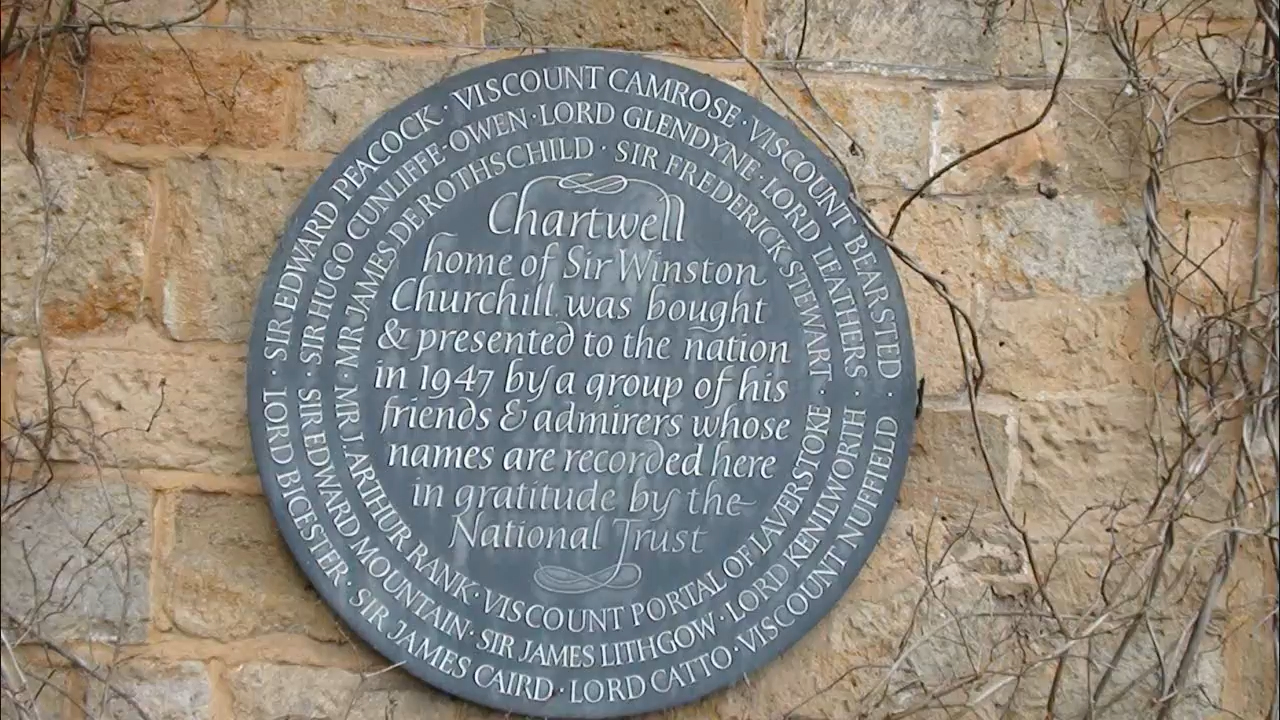 VISCOUNT CAMROSE · VISCOUNT BEARSTED · VISCOUNT NUFFIELD · LORD CATTO · SIR JAMES CAIRD · LORD BICESTER · SIR EDWARD PEACOCK ·
LORD GLENDYNE · LORD LEATHERS · LORD KENILWORTH · SIR JAMES LITHGOW · SIR EDWARD MOUNTAIN · SIR HUGO CUNLIFFE-OWEN ·
SIR FREDERICK STEWART · VISCOUNT PORTAL OF LAVERSTOKE · MR J. ARTHUR RANK · MR JAMES DE ROTHSCHILD ·
Chartwell
home of Sir Winston
Churchill was bought
& presented to the nation
in 1947 by a group of his
friends & admirers whose
names are recorded here
in gratitude by the
National Trust